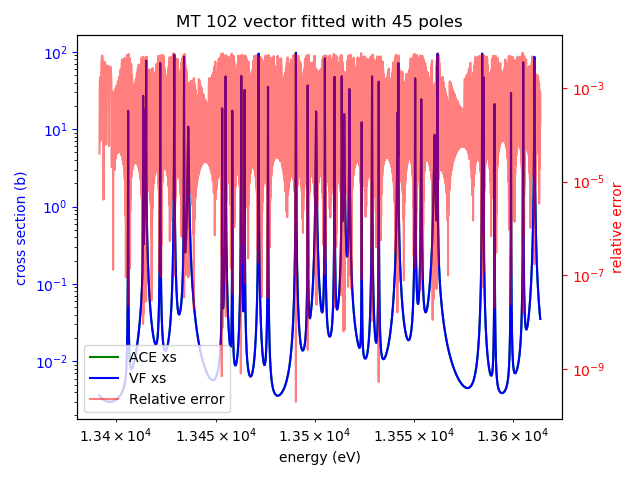 MT 102 vector fitted with 45 poles
cross section (b)
10²
10¹
10⁰
10⁻¹
10⁻²
relative error
10⁻³
10⁻⁵
10⁻⁷
10⁻⁹
ACE xs
VF xs
Relative error
1.34 × 10⁴ 1.345 × 10⁴ 1.35 × 10⁴ 1.355 × 10⁴ 1.36 × 10⁴
energy (eV)